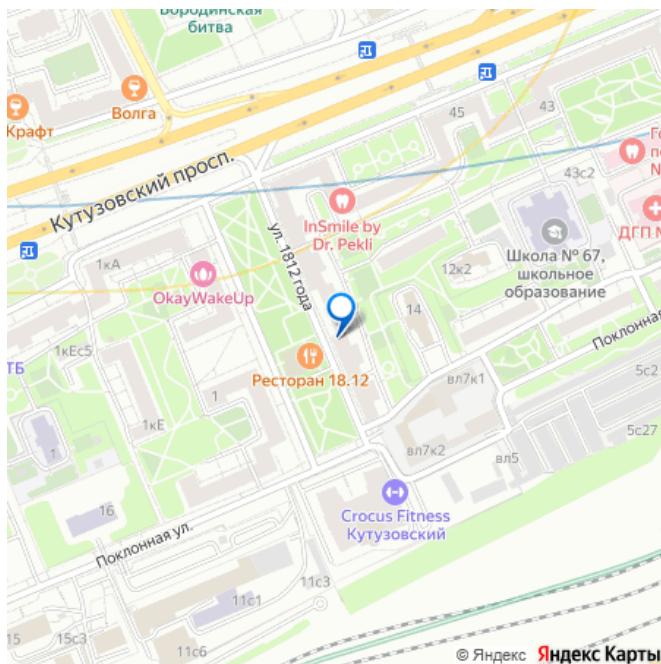 Бородинская
битва
Волга
Крафт
45
43
Кутузовский просп.
InSmile by
Dr. Pekli
43с2
ДГП М
Школа № 67,
школьное
образование
ул. 1812 года
1кА
OkayWakeUp
12к2
14
1кЕс5
ТБ
Ресторан 18.12
Поклонная
вл7к1
5с2
1
1кЕ
1
вл7к2
вл5
5с27
16
Crocus Fitness
Кутузовский
Поклонная ул.
11с3
11с1
15с3
11с6
© Яндекс Яндекс Карты